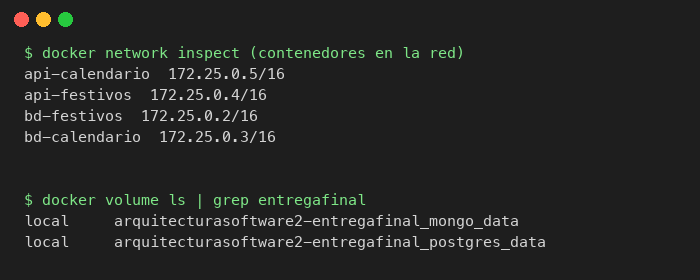 $ docker network inspect (contenedores en la red)
api-calendario  172.25.0.5/16
api-festivos  172.25.0.4/16
bd-festivos  172.25.0.2/16
bd-calendario  172.25.0.3/16
$ docker volume ls | grep entregafinal
local     arquitecturasoftware2-entregafinal_mongo_data
local     arquitecturasoftware2-entregafinal_postgres_data